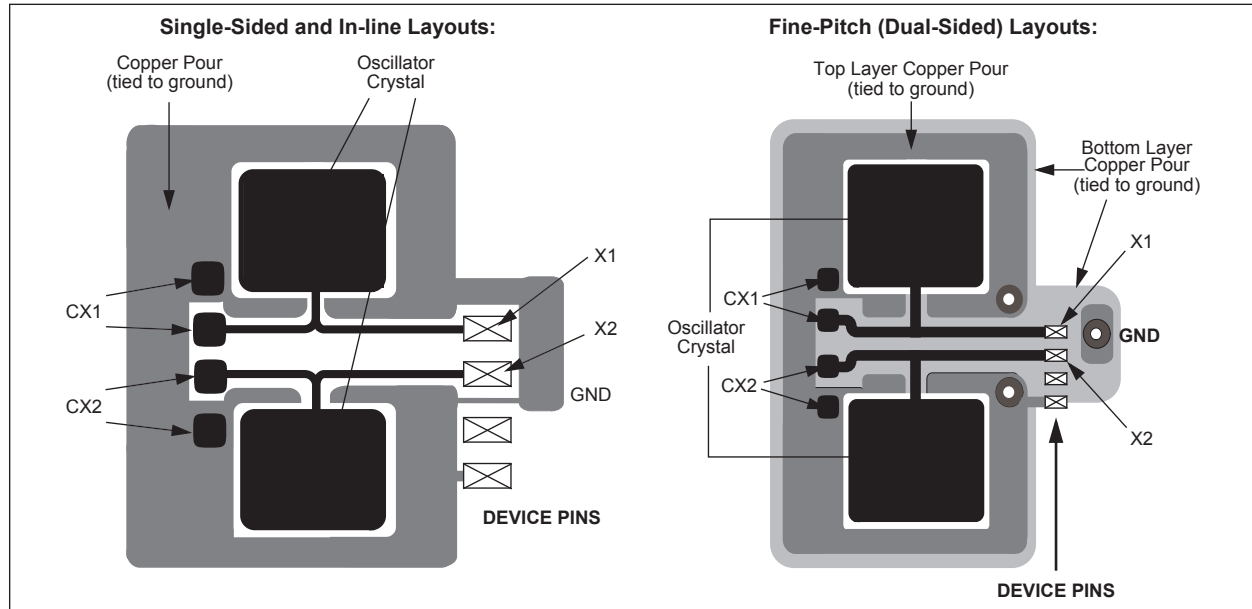 Single-Sided and In-line Layouts:
Copper Pour
(tied to ground)
Oscillator
Crystal
X1
CX1
X2
CX2
GND
DEVICE PINS
Fine-Pitch (Dual-Sided) Layouts:
Top Layer Copper Pour
(tied to ground)
Bottom Layer
Copper Pour
(tied to ground)
X1
CX1
Oscillator
Crystal
GND
CX2
X2
DEVICE PINS